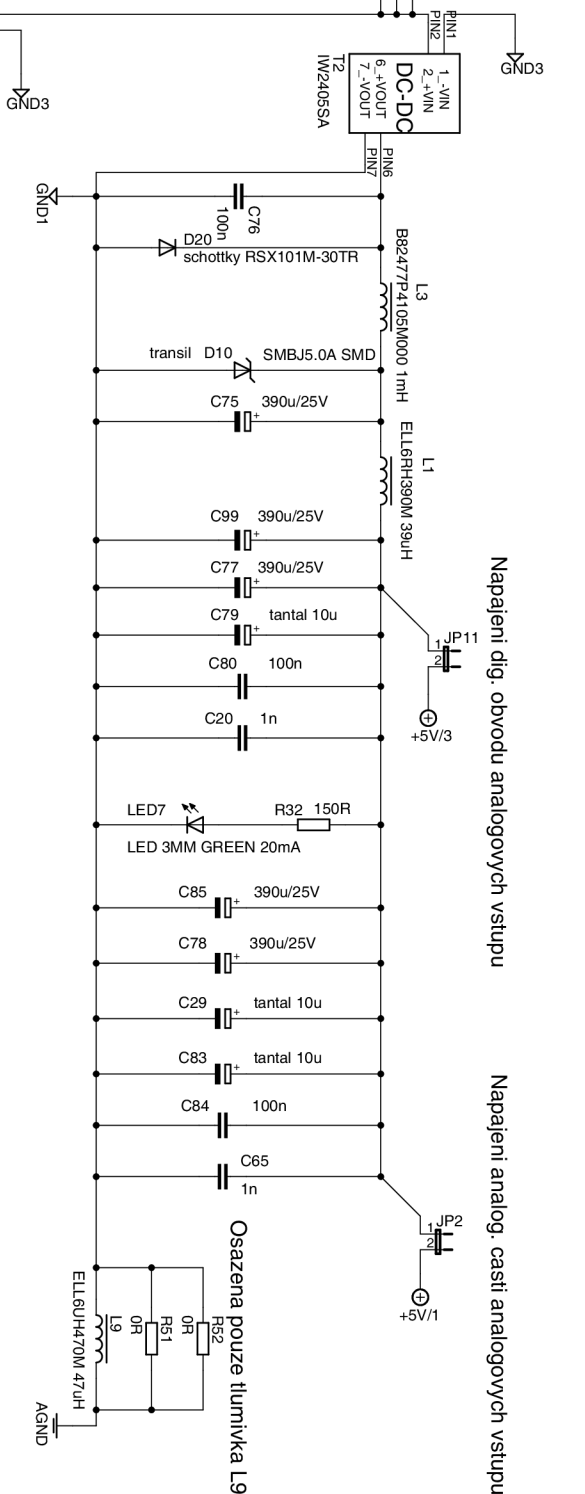 PIN1
PIN2
GND3
GND3
T2
IW2405SA
DC-DC
1_-VIN
2_+VIN
6_+VOUT
7_-VOUT
PIN6
PIN7
GND1
C76
100n
D20
schottky RSX101M-30TR
L3
B82477P4105M000 1mH
transil D10 SMBJ5.0A SMD
C75 390u/25V
+
L1
ELL6RH390M 39uH
C99 390u/25V
+
C77 390u/25V
+
C79 tantal 10u
+
JP11
1
2
+5V/3
C80 100n
C20 1n
Napajeni dig. obvodu analogovych vstupu
LED7
R32 150R
LED 3MM GREEN 20mA
C85 390u/25V
+
C78 390u/25V
+
C29 tantal 10u
+
C83 tantal 10u
+
C84 100n
C65
1n
JP2
1
2
+5V/1
Napajeni analog. casti analogovych vstupu
Osazena pouze tlumivka L9
R52
0R
R51
0R
L9
ELL6UH470M 47uH
AGND